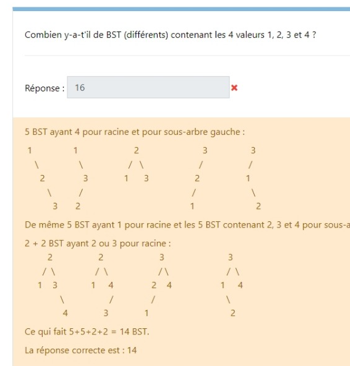 Combien y-a-t'il de BST (différents) contenant les 4 valeurs 1, 2, 3 et 4 ?
Réponse : 16
5 BST ayant 4 pour racine et pour sous-arbre gauche :
1 1 2 3 3
\ \ / \ / /
2 3 1 3 2 1
\ / / \
3 2 1 2
De même 5 BST ayant 1 pour racine et les 5 BST contenant 2, 3 et 4 pour sous-a
2 + 2 BST ayant 2 ou 3 pour racine :
2 2 3 3
/ \ / \ / \ / \
1 3 1 4 2 4 1 4
\ / / \
4 3 1 2
Ce qui fait 5+5+2+2 = 14 BST.
La réponse correcte est : 14